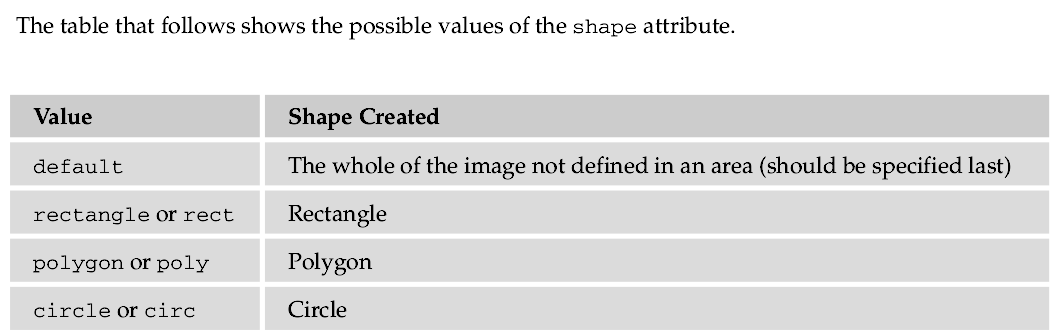 The table that follows shows the possible values of the shape attribute.
Value Shape Created
default The whole of the image not defined in an area (should be specified last)
rectangle or rect Rectangle
polygon or poly Polygon
circle or circ Circle